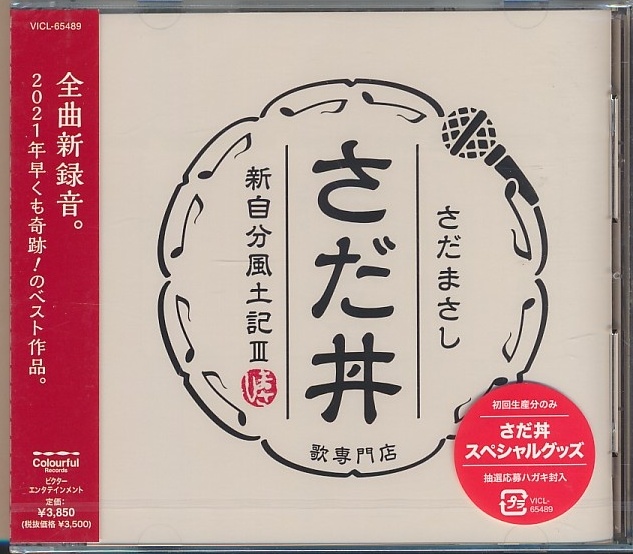 VICL-65489
全曲新録音。
2021年早くも奇跡！のベスト作品。
Colourful
Records
ビクター
エンタテインメント
定価：
¥3,850
(税抜価格 ¥3,500)
さだまさし
さだ丼
新自分風土記Ⅲ
歌専門店
初回生産分のみ
さだ丼
スペシャルグッズ
抽選応募ハガキ封入
プラ
VICL-
65489